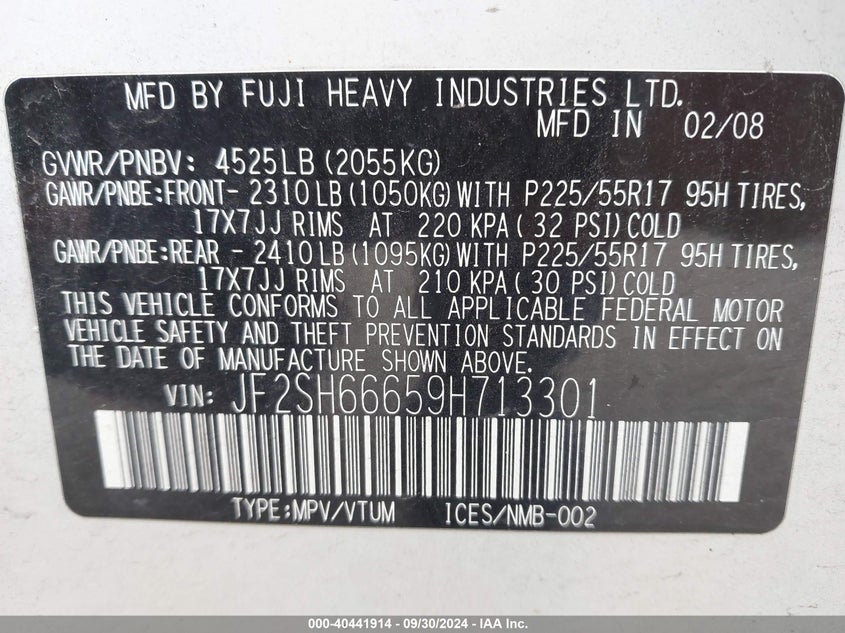 MFD BY FUJI HEAVY INDUSTRIES LTD.
MFD IN 02/08
GVWR/PNBV: 4525LB (2055KG)
GAWR/PNBE:FRONT- 2310 LB (1050KG) WITH P225/55R17 95H TIRES,
17X7JJ RIMS AT 220 KPA ( 32 PSI) COLD
GAWR/PNBE:REAR - 2410 LB (1095KG) WITH P225/55R17 95H TIRES,
17X7JJ RIMS AT 210 KPA ( 30 PSI) COLD
THIS VEHICLE CONFORMS TO ALL APPLICABLE FEDERAL MOTOR
VEHICLE SAFETY AND THEFT PREVENTION STANDARDS IN EFFECT ON
THE DATE OF MANUFACTURE SHOWN ABOVE.
VIN: JF2SH66659H713301
TYPE:MPV/VTUM ICES/NMB-002
000-40441914 - 09/30/2024 - IAA Inc.